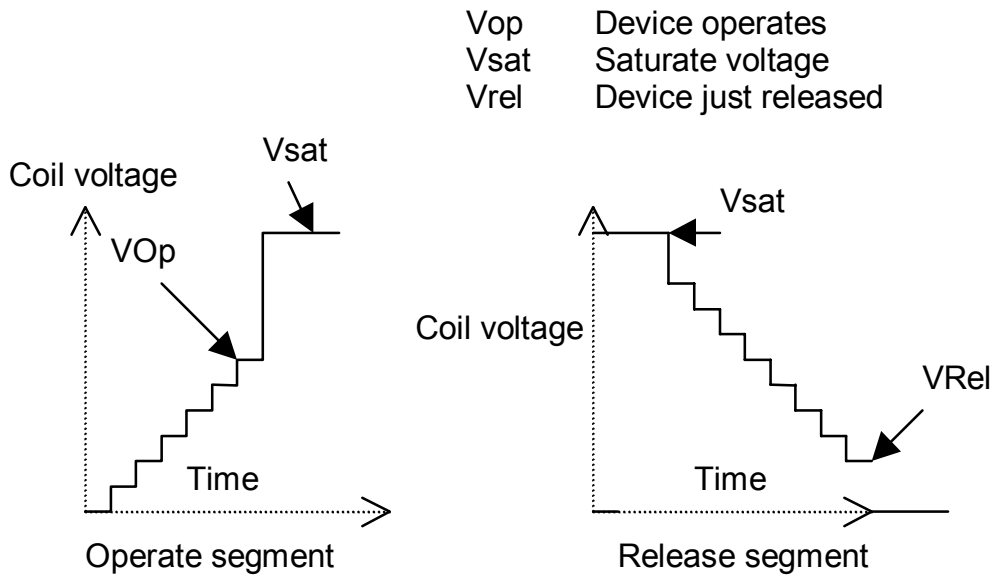 Vop Device operates
Vsat Saturate voltage
Vrel Device just released
Vsat
Coil voltage
VOp
Time
Operate segment
Vsat
Coil voltage
VRel
Time
Release segment